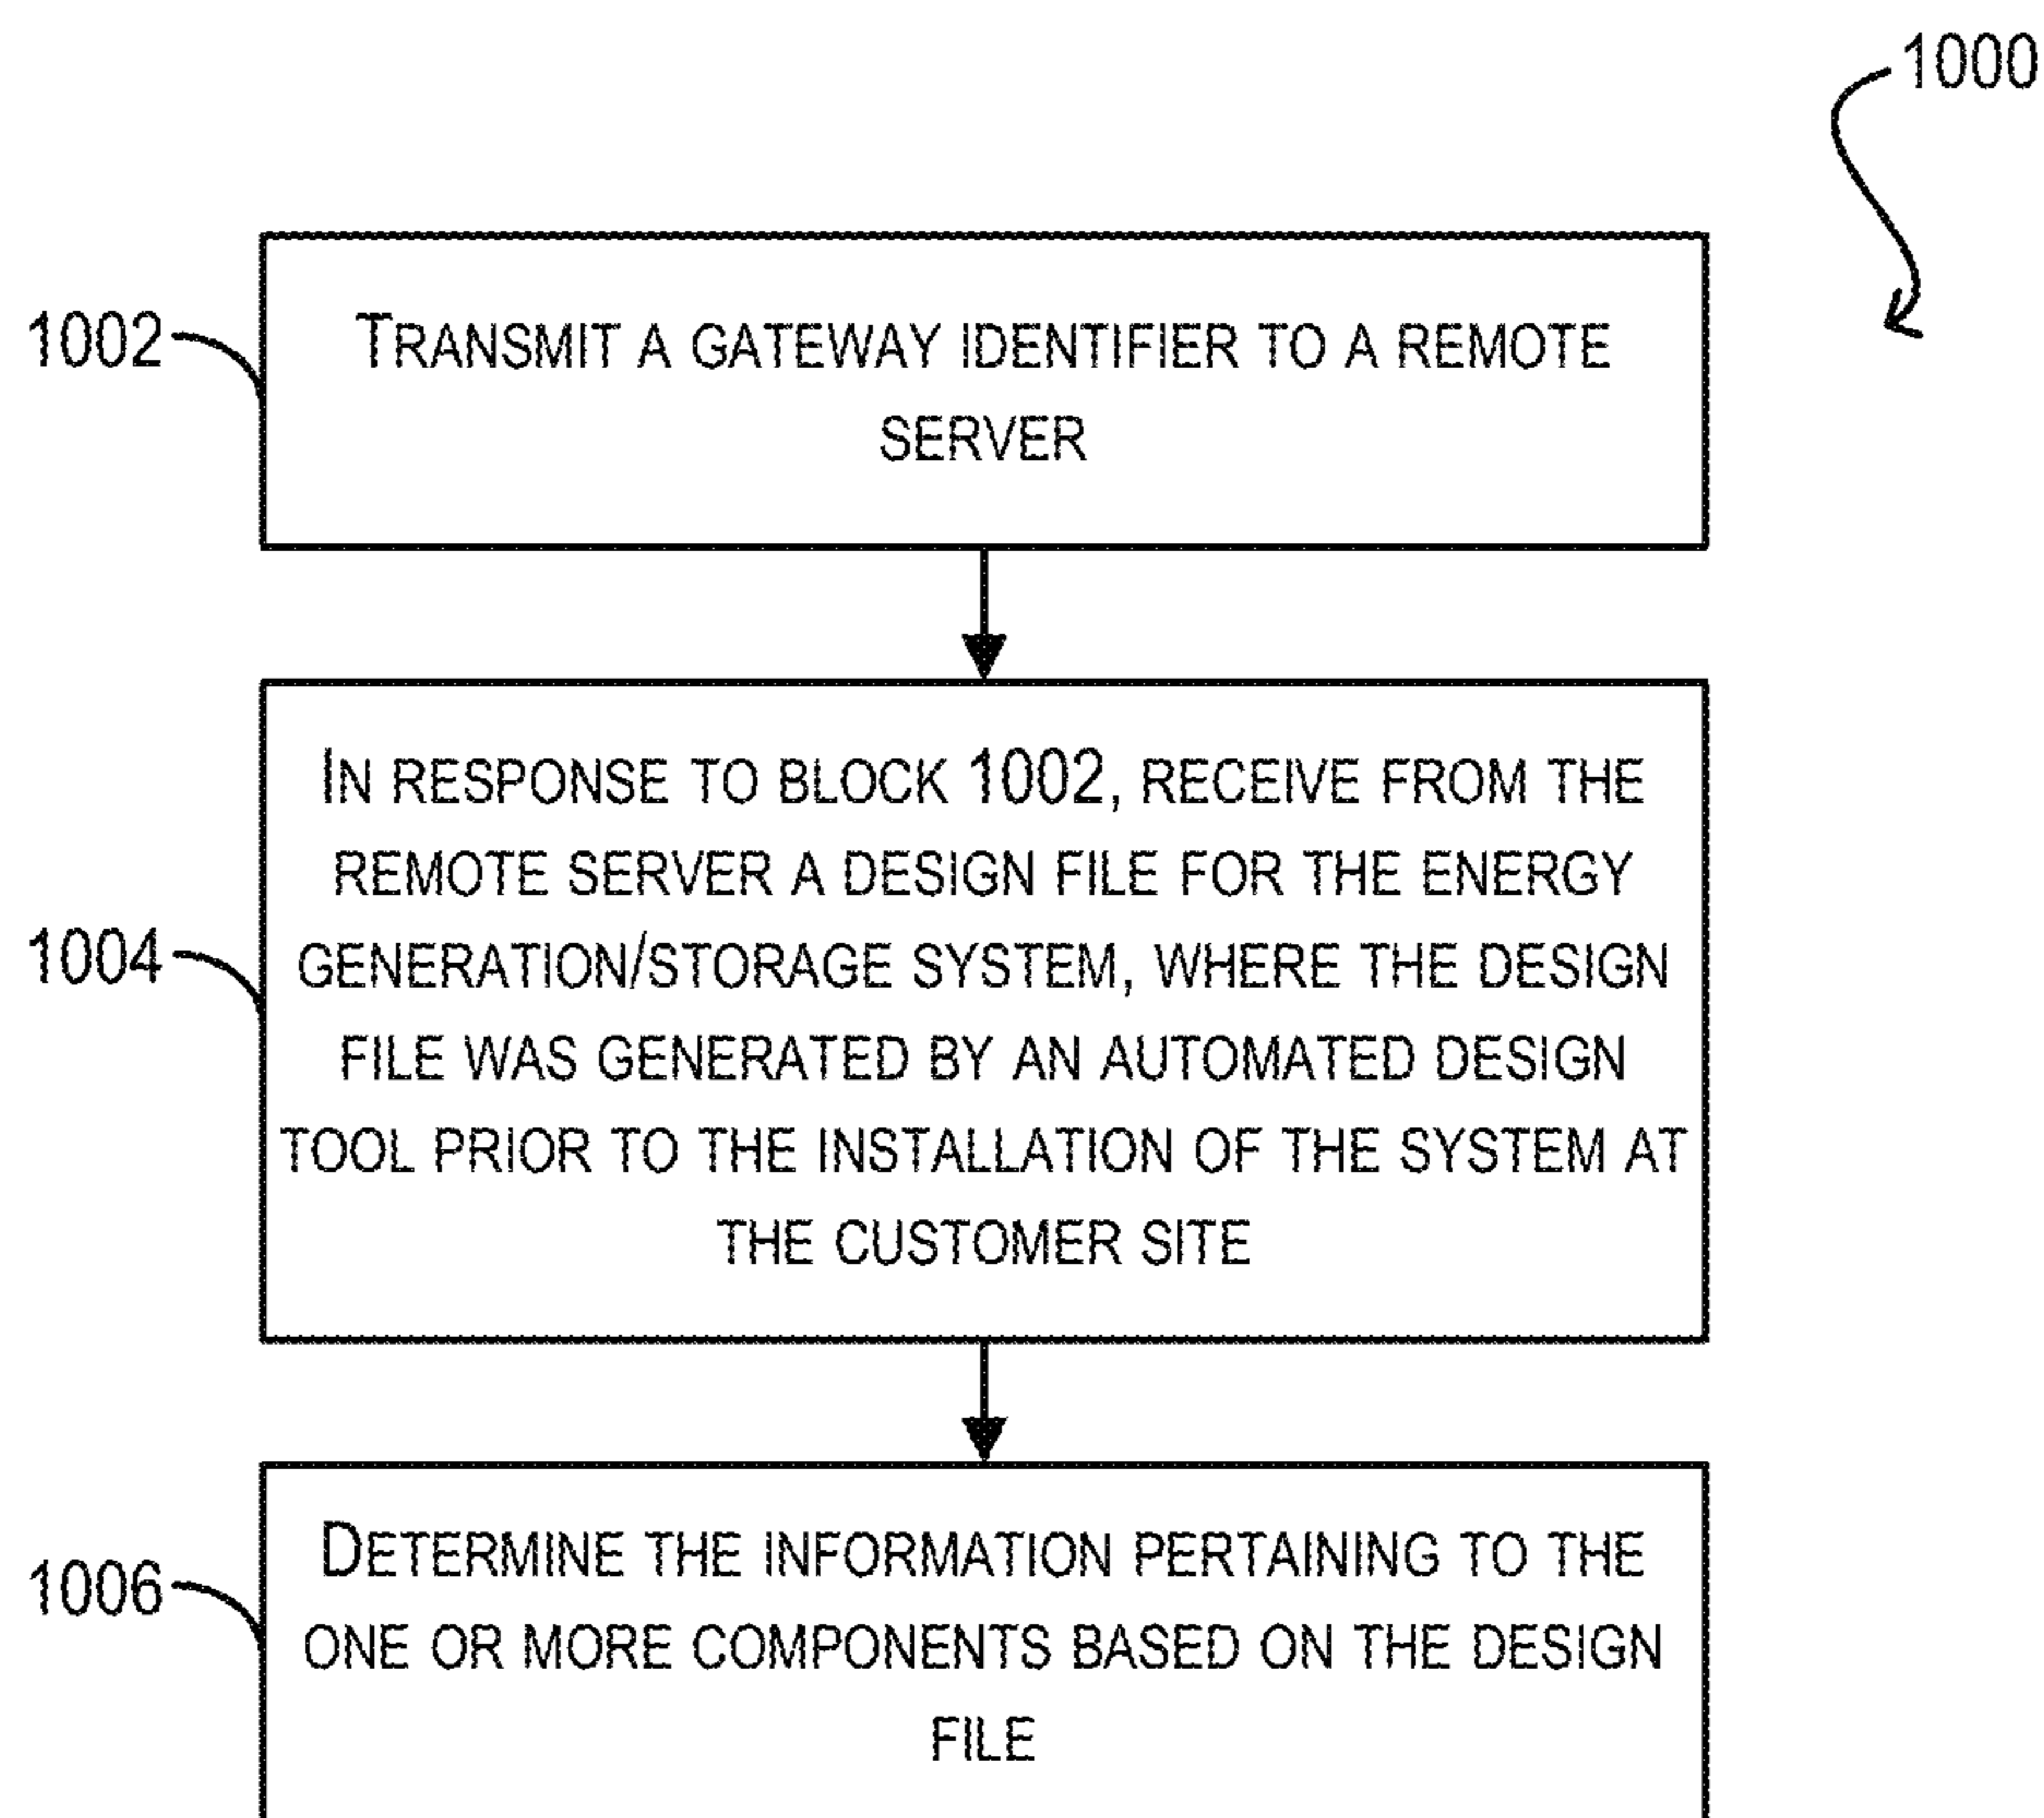 1000
1002
TRANSMIT A GATEWAY IDENTIFIER TO A REMOTE
SERVER
1004
IN RESPONSE TO BLOCK 1002, RECEIVE FROM THE
REMOTE SERVER A DESIGN FILE FOR THE ENERGY
GENERATION/STORAGE SYSTEM, WHERE THE DESIGN
FILE WAS GENERATED BY AN AUTOMATED DESIGN
TOOL PRIOR TO THE INSTALLATION OF THE SYSTEM AT
THE CUSTOMER SITE
1006
DETERMINE THE INFORMATION PERTAINING TO THE
ONE OR MORE COMPONENTS BASED ON THE DESIGN
FILE